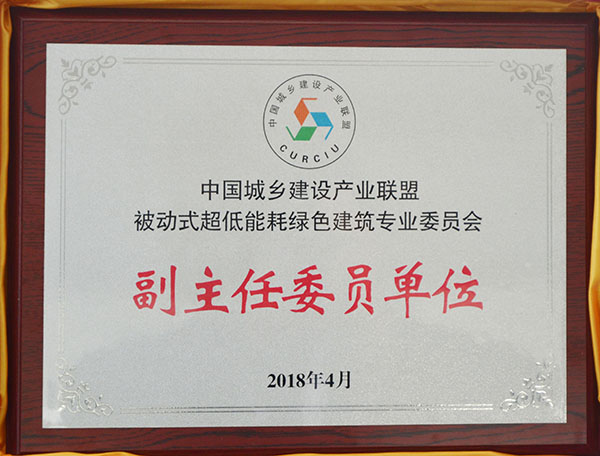 中国城乡建设产业联盟
CURCIU
中国城乡建设产业联盟
被动式超低能耗绿色建筑专业委员会
副主任委员单位
2018年4月